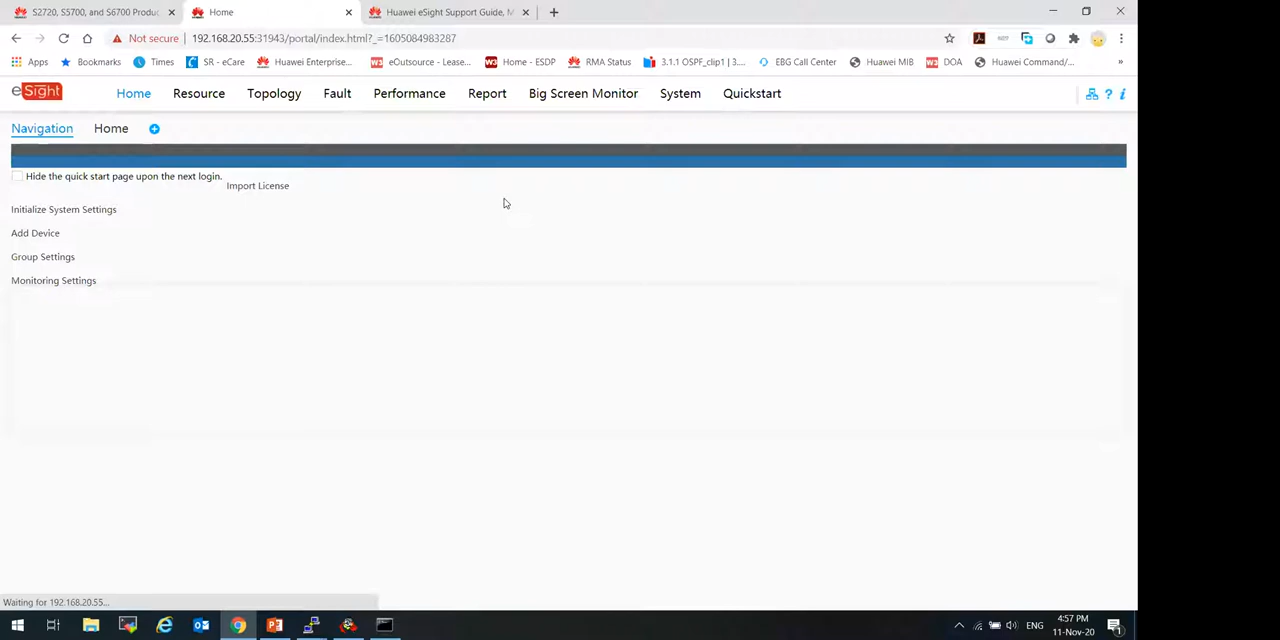 S2720, S5700, and S6700 Produc
Home
Huawei eSight Support Guide, M
Not secure 192.168.20.55:31943/portal/index.html?_=1605084983287
Apps Bookmarks Times SR - eCare Huawei Enterprise... eOutsource - Lease... Home - ESDP RMA Status 3.1.1 OSPF_clip1 | 3.... EBG Call Center Huawei MIB DOA Huawei Command/... »
eSight Home Resource Topology Fault Performance Report Big Screen Monitor System Quickstart
Navigation Home
Hide the quick start page upon the next login.
Import License
Initialize System Settings
Add Device
Group Settings
Monitoring Settings
Waiting for 192.168.20.55...
ENG
4:57 PM
11-Nov-20
1